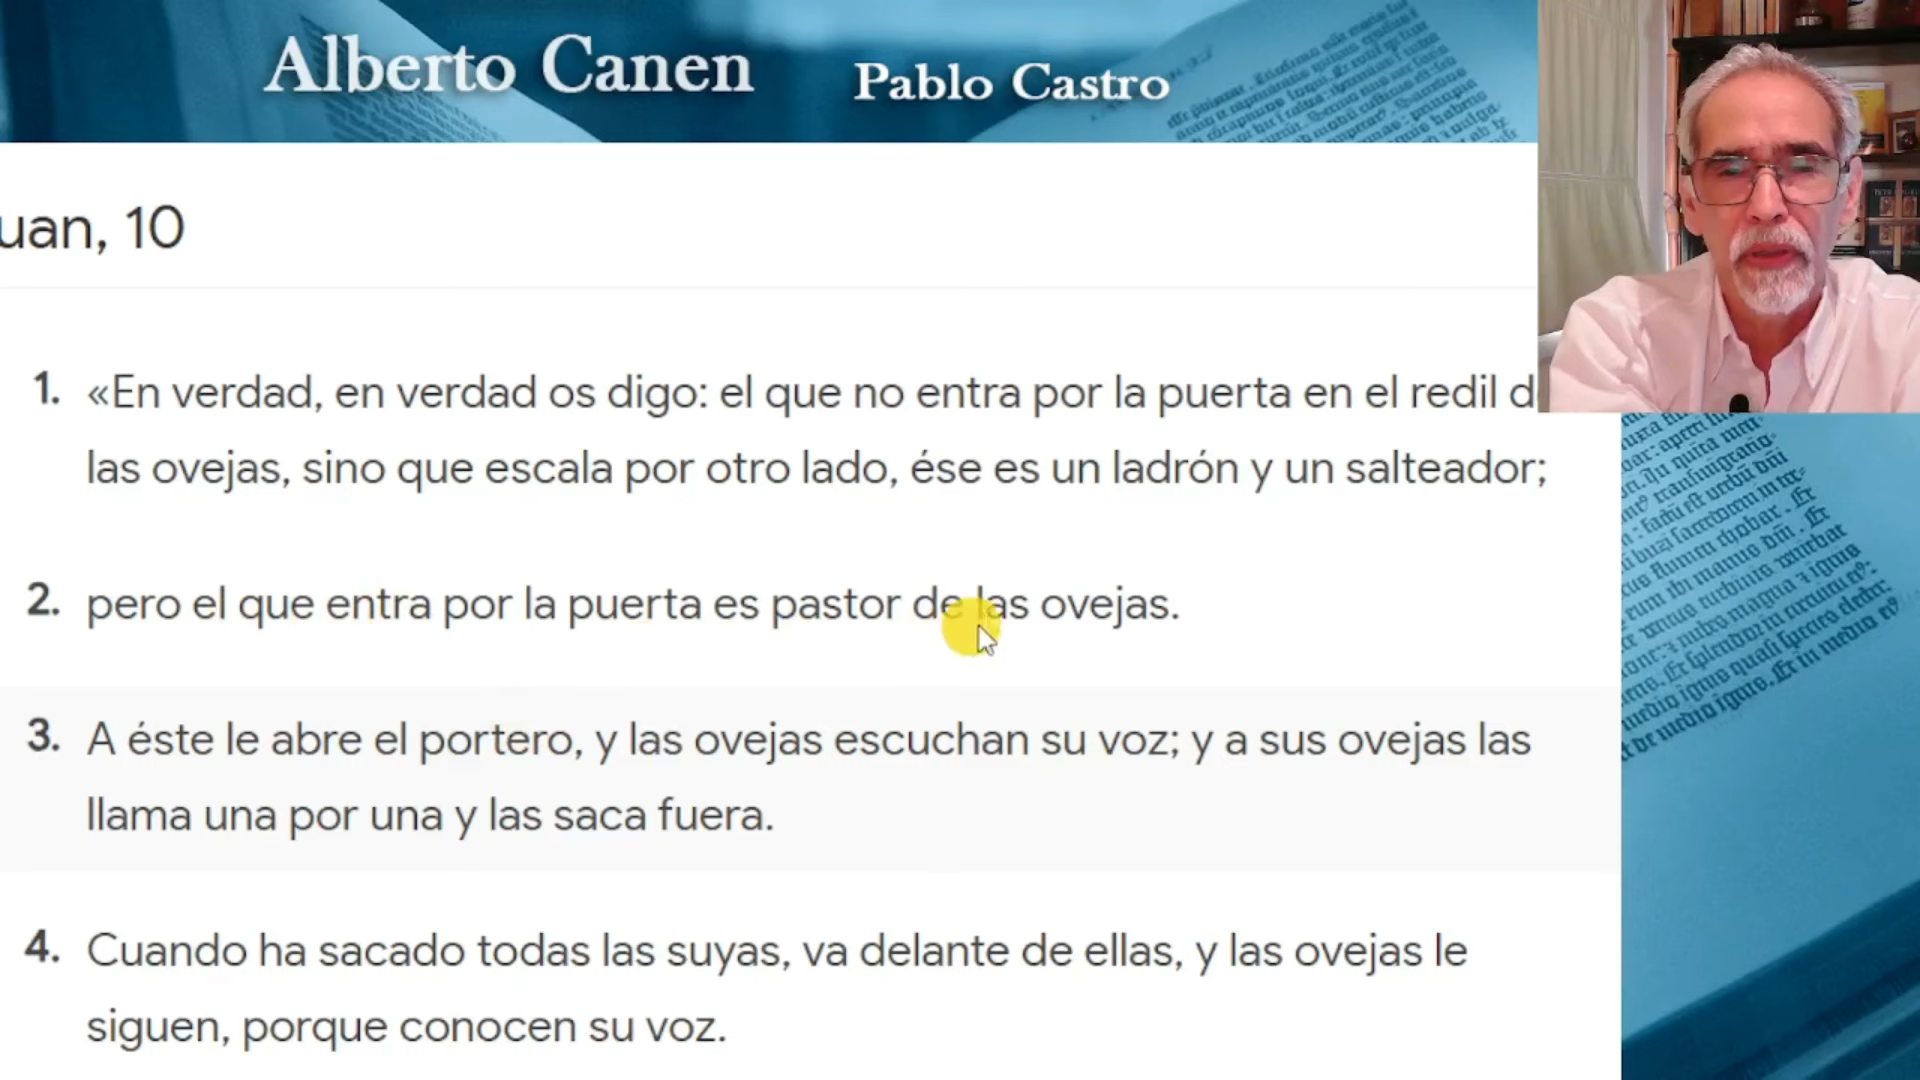 Alberto Canen
Pablo Castro
uan, 10
1. «En verdad, en verdad os digo: el que no entra por la puerta en el redil d
las ovejas, sino que escala por otro lado, ése es un ladrón y un salteador;
2. pero el que entra por la puerta es pastor de las ovejas.
3. A éste le abre el portero, y las ovejas escuchan su voz; y a sus ovejas las
llama una por una y las saca fuera.
4. Cuando ha sacado todas las suyas, va delante de ellas, y las ovejas le
siguen, porque conocen su voz.